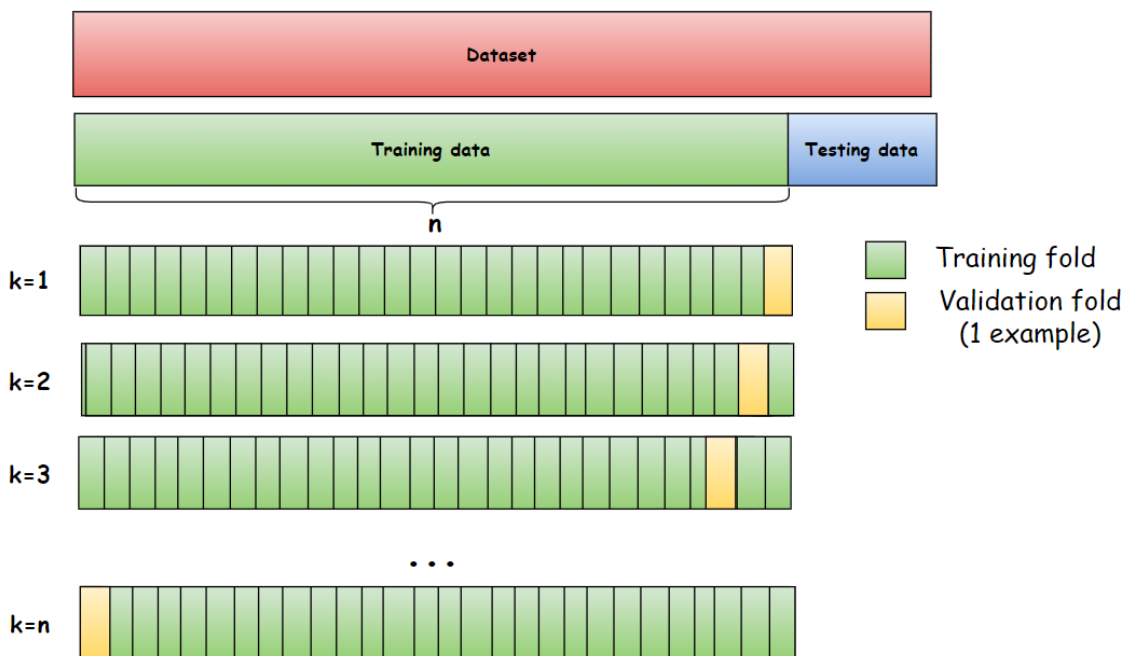 Dataset
Training data
Testing data
n
k=1
Training fold
Validation fold
(1 example)
k=2
k=3
...
k=n